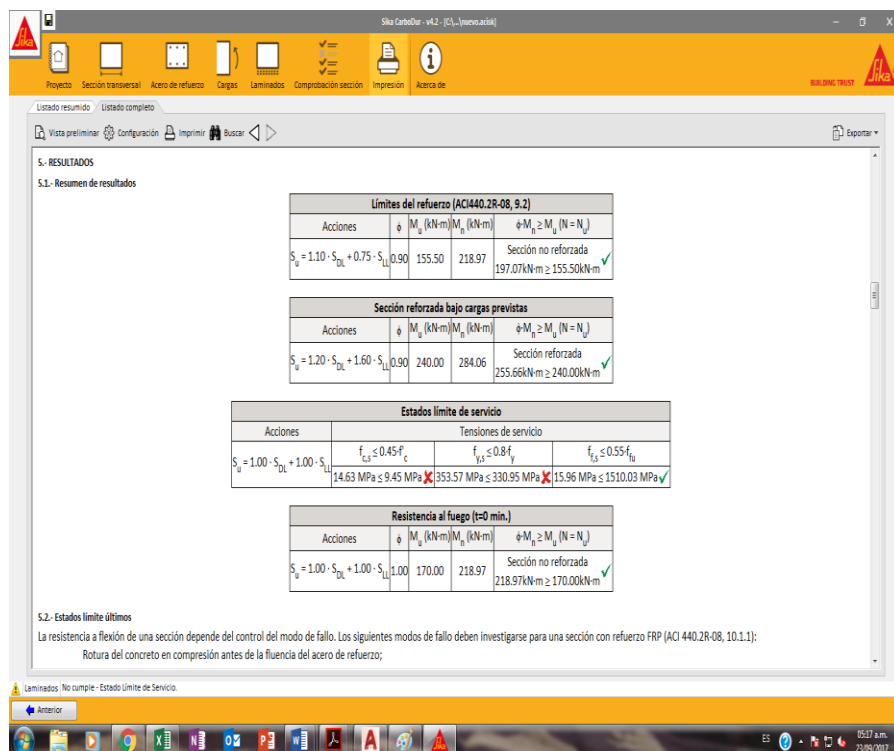 Sika CarboDur - v4.2 - [C:\...\nuevo.acisk]
Sika
Proyecto Sección transversal Acero de refuerzo Cargas Laminados Comprobación sección Impresión Acerca de
BUILDING TRUST Sika
Listado resumido Listado completo
Vista preliminar Configuración Imprimir Buscar Exportar
5.- RESULTADOS
5.1.- Resumen de resultados
Límites del refuerzo (ACI440.2R-08, 9.2)
Acciones ϕ Mu (kN·m) Mn (kN·m) ϕ·Mn ≥ Mu (N = Nu)
Su = 1.10 · SDL + 0.75 · SLL 0.90 155.50 218.97 Sección no reforzada
197.07kN·m ≥ 155.50kN·m
Sección reforzada bajo cargas previstas
Acciones ϕ Mu (kN·m) Mn (kN·m) ϕ·Mn ≥ Mu (N = Nu)
Su = 1.20 · SDL + 1.60 · SLL 0.90 240.00 284.06 Sección reforzada
255.66kN·m ≥ 240.00kN·m
Estados límite de servicio
Acciones Tensiones de servicio
Su = 1.00 · SDL + 1.00 · SLL fc,s ≤ 0.45·f'c fy,s ≤ 0.8·fy ff,s ≤ 0.55·ffu
14.63 MPa ≤ 9.45 MPa 353.57 MPa ≤ 330.95 MPa 15.96 MPa ≤ 1510.03 MPa
Resistencia al fuego (t=0 min.)
Acciones ϕ Mu (kN·m) Mn (kN·m) ϕ·Mn ≥ Mu (N = Nu)
Su = 1.00 · SDL + 1.00 · SLL 1.00 170.00 218.97 Sección no reforzada
218.97kN·m ≥ 170.00kN·m
5.2.- Estados límite últimos
La resistencia a flexión de una sección depende del control del modo de fallo. Los siguientes modos de fallo deben investigarse para una sección con refuerzo FRP (ACI 440.2R-08, 10.1.1):
Rotura del concreto en compresión antes de la fluencia del acero de refuerzo;
Laminados No cumple - Estado Límite de Servicio.
Anterior
ES 05:17 a.m.